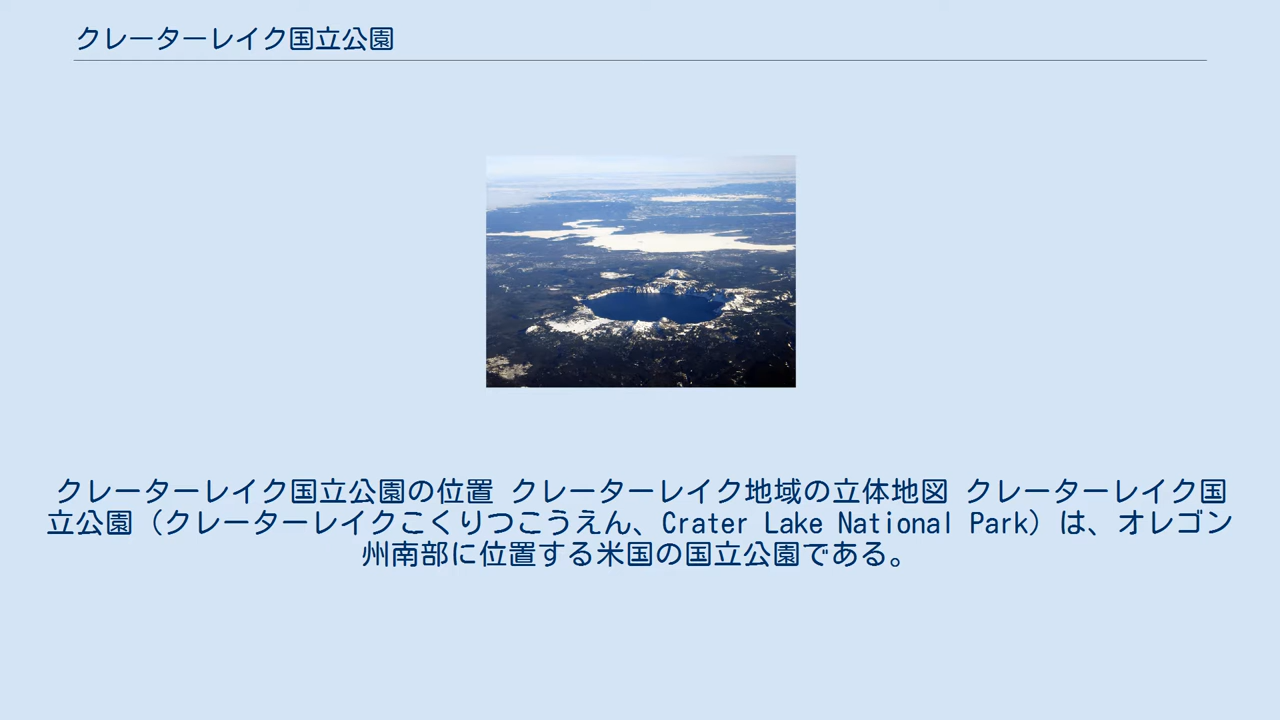 クレーターレイク国立公園
クレーターレイク国立公園の位置 クレーターレイク地域の立体地図 クレーターレイク国
立公園（クレーターレイクこくりつこうえん、Crater Lake National Park）は、オレゴン
州南部に位置する米国の国立公園である。